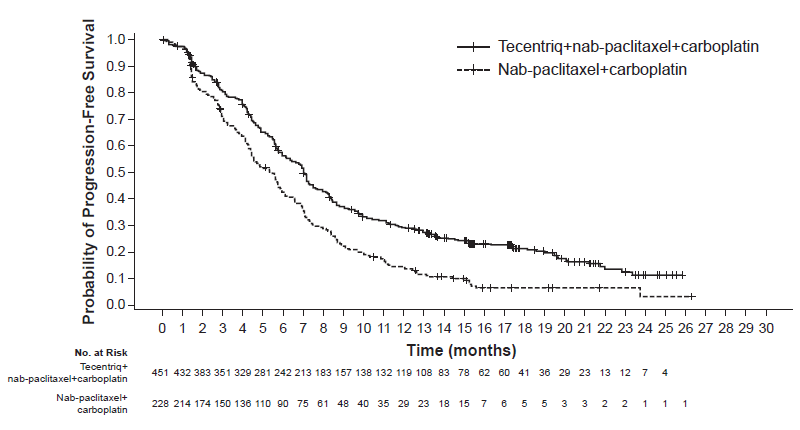 Probability of Progression-Free Survival
1.0
0.9
0.8
0.7
0.6
0.5
0.4
0.3
0.2
0.1
0.0
Tecentriq+nab-paclitaxel+carboplatin
Nab-paclitaxel+carboplatin
0 1 2 3 4 5 6 7 8 9 10 11 12 13 14 15 16 17 18 19 20 21 22 23 24 25 26 27 28 29 30
Time (months)
No. at Risk
Tecentriq+
nab-paclitaxel+carboplatin
451 432 383 351 329 281 242 213 183 157 138 132 119 108 83 78 62 60 41 36 29 23 13 12 7 4
Nab-paclitaxel+
carboplatin
228 214 174 150 136 110 90 75 61 48 40 35 29 23 18 15 7 6 5 5 3 3 2 2 1 1 1